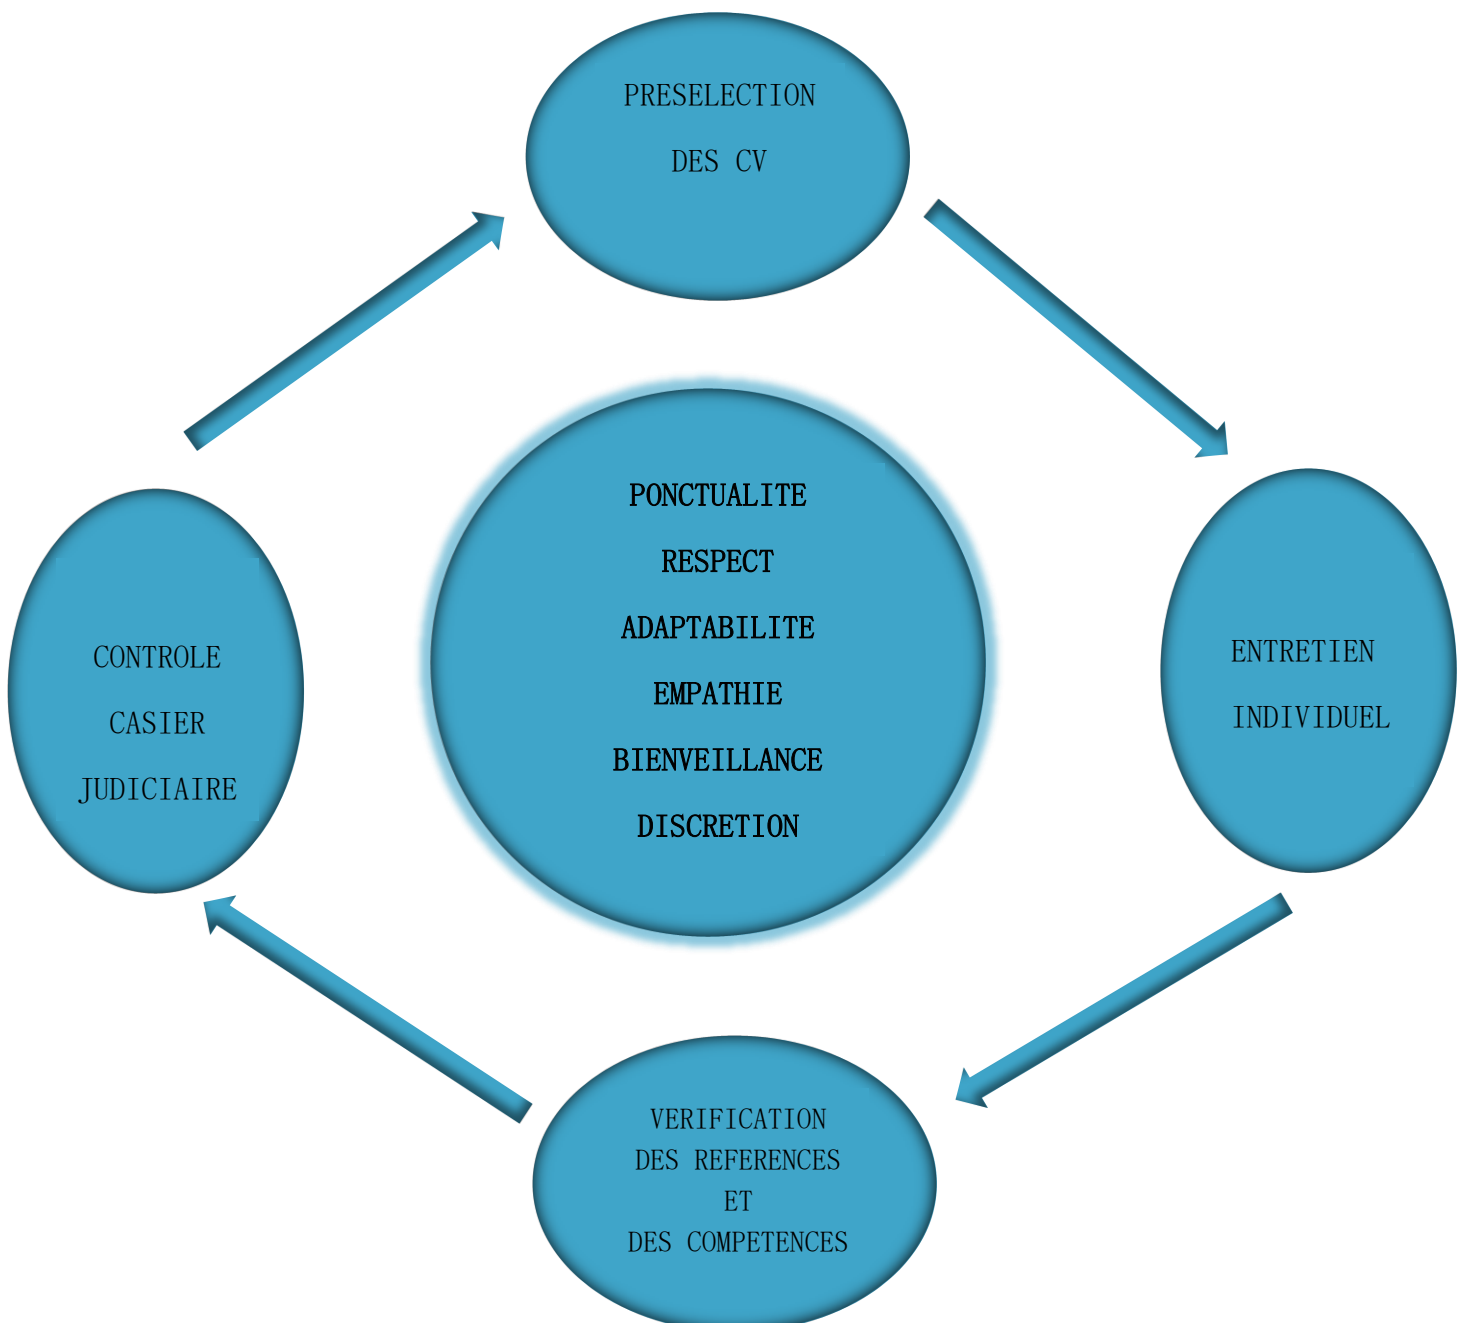 PRESELECTION
DES CV
PONCTUALITE
RESPECT
ADAPTABILITE
EMPATHIE
BIENVEILLANCE
DISCRETION
CONTROLE
CASIER
JUDICIAIRE
ENTRETIEN
INDIVIDUEL
VERIFICATION
DES REFERENCES
ET
DES COMPETENCES